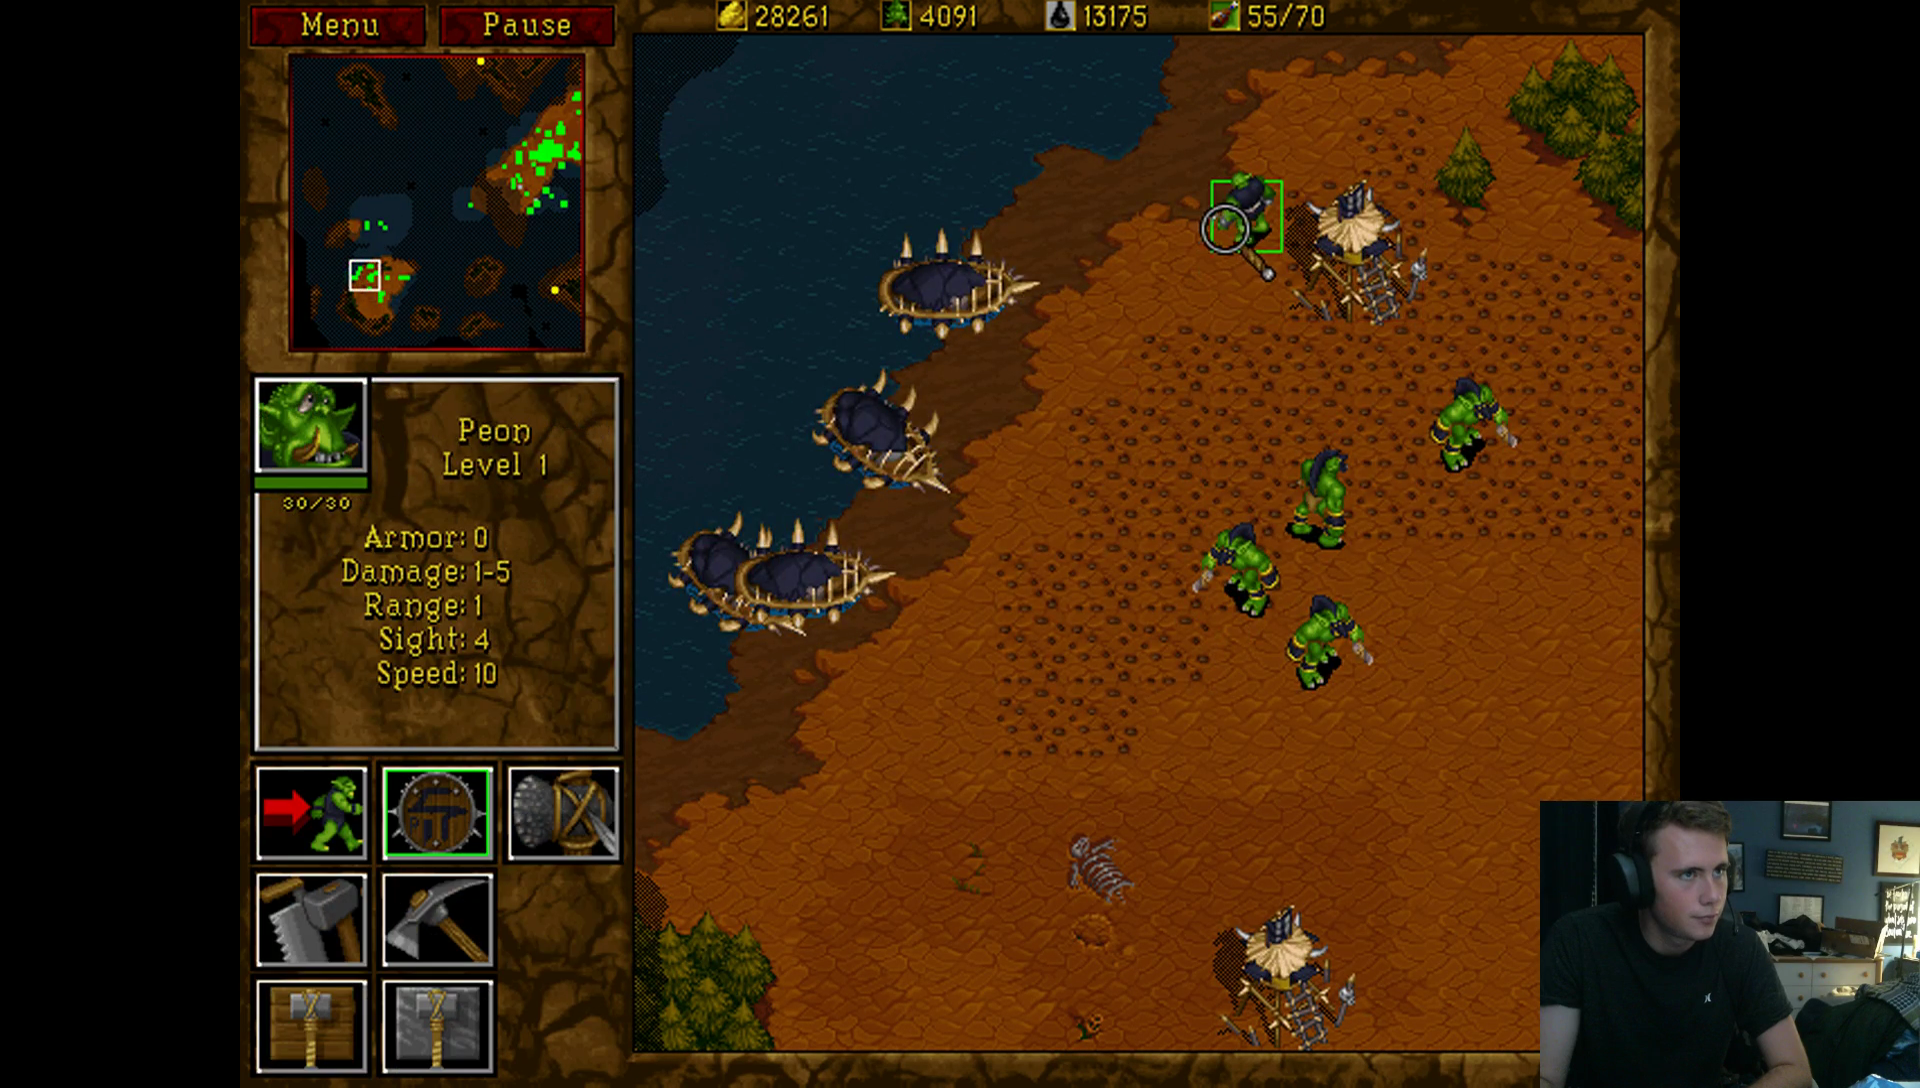 Menu
Pause
28261
4091
13175
55/70
Peon
Level 1
30/30
Armor: 0
Damage: 1-5
Range: 1
Sight: 4
Speed: 10